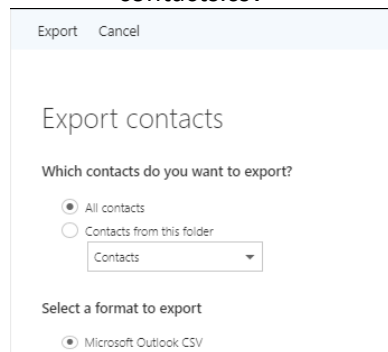 Export Cancel
Export contacts
Which contacts do you want to export?
All contacts
Contacts from this folder
Contacts
Select a format to export
Microsoft Outlook CSV